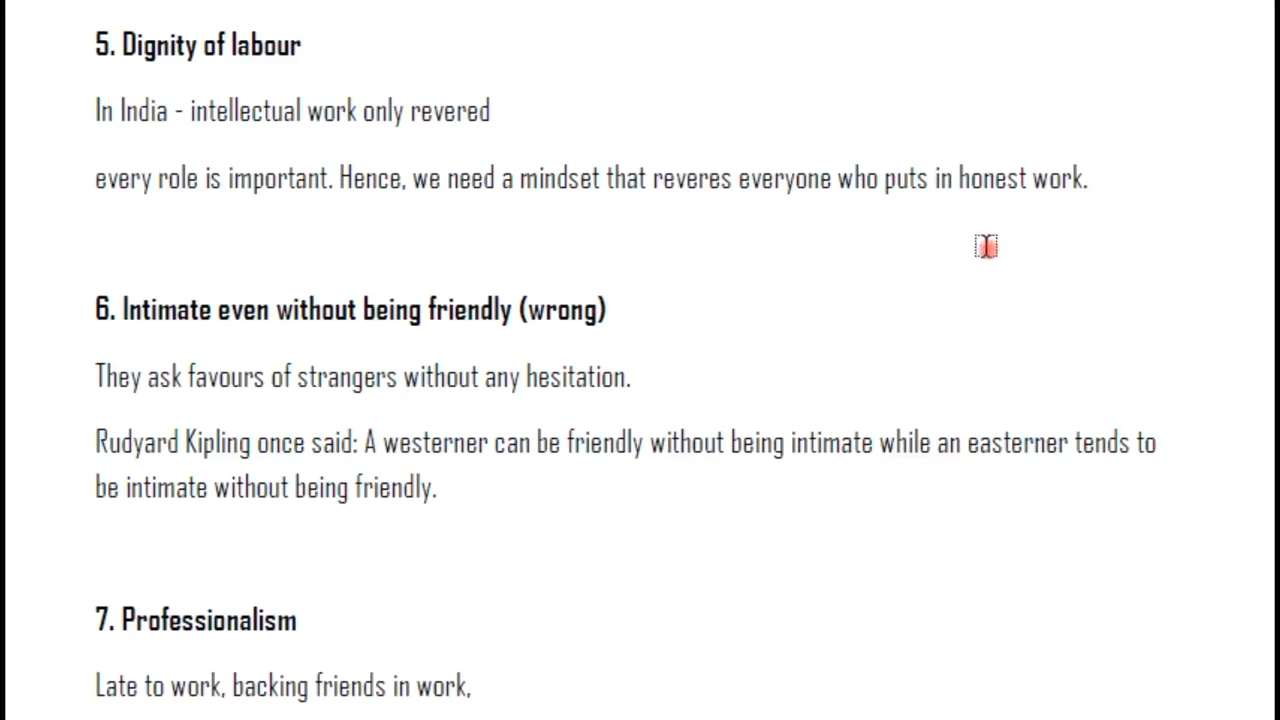 5. Dignity of labour
In India - intellectual work only revered
every role is important. Hence, we need a mindset that reveres everyone who puts in honest work.
6. Intimate even without being friendly (wrong)
They ask favours of strangers without any hesitation.
Rudyard Kipling once said: A westerner can be friendly without being intimate while an easterner tends to
be intimate without being friendly.
7. Professionalism
Late to work, backing friends in work,